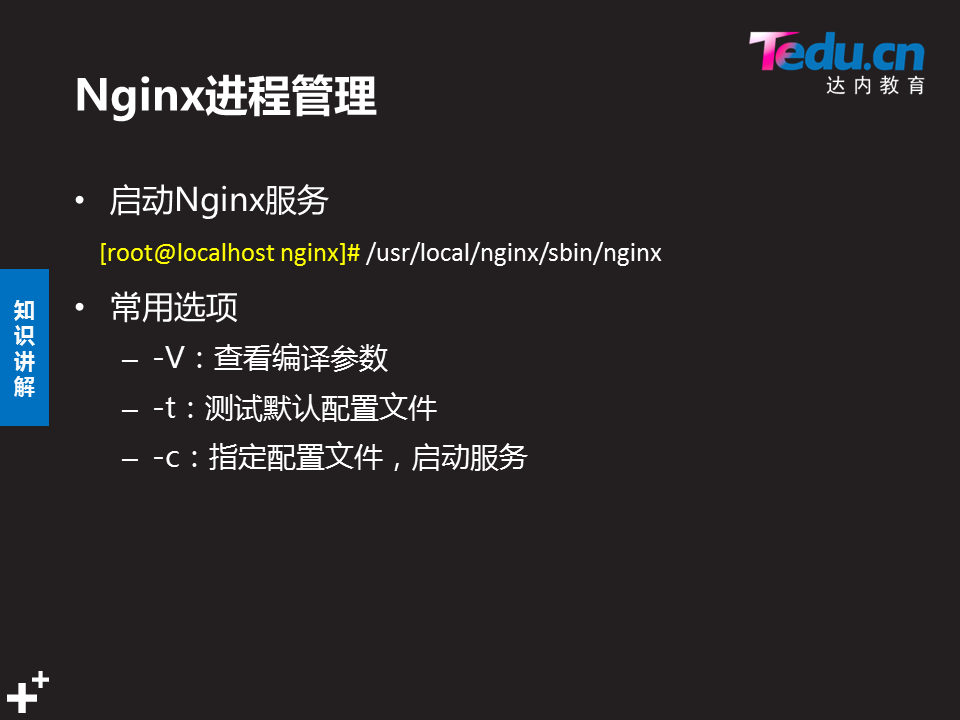 Tedu.cn
达内教育
Nginx进程管理
• 启动Nginx服务
[root@localhost nginx]# /usr/local/nginx/sbin/nginx
• 常用选项
– -V：查看编译参数
– -t：测试默认配置文件
– -c：指定配置文件，启动服务
知识讲解